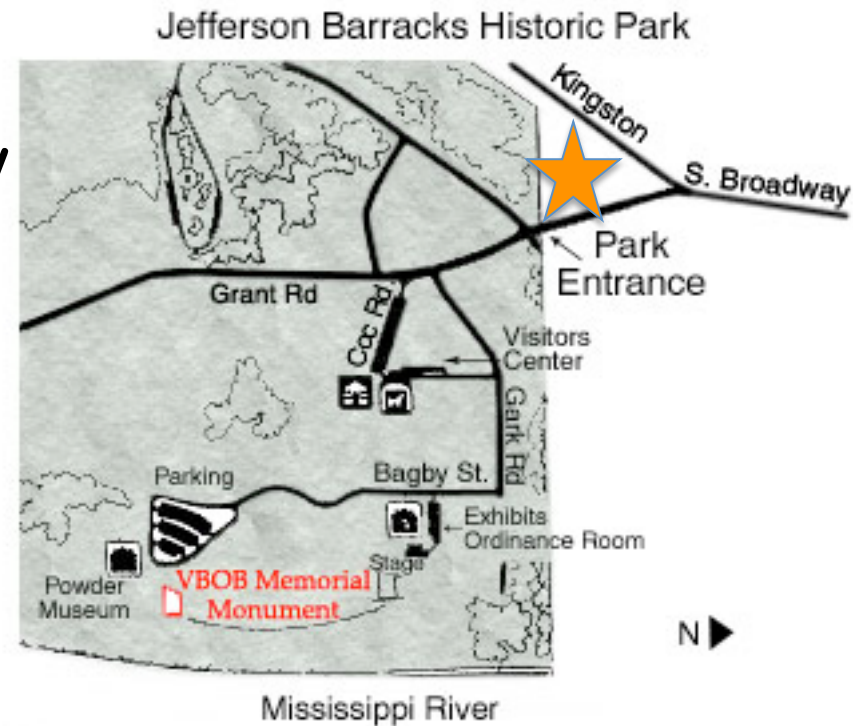 Jefferson Barracks Historic Park
Kingston
S. Broadway
Park
Entrance
Grant Rd
Ccc Rd
Visitors
Center
Gark Rd
Parking
Bagby St.
Exhibits
Ordinance Room
Stage
Powder
Museum
VBOB Memorial
Monument
N
Mississippi River